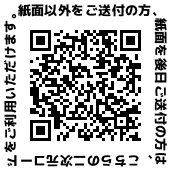 紙面以外をご送付の方、
紙面を後日ご送付の方は、
こちらの二次元コード
をご利用いただけます。